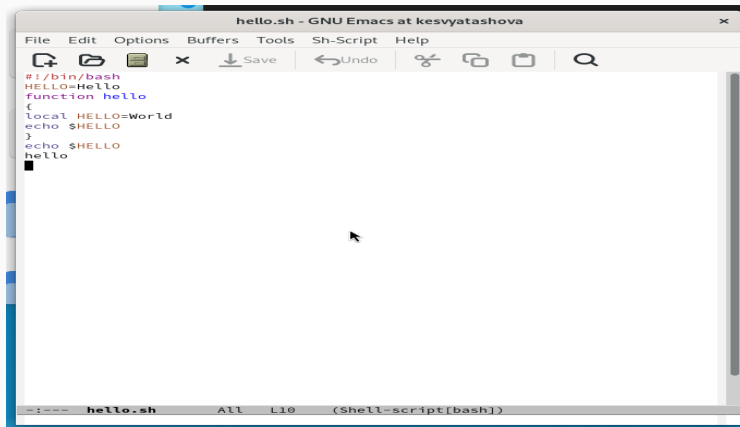 hello.sh - GNU Emacs at kesvyatashova ×
File Edit Options Buffers Tools Sh-Script Help
Save Undo
#!/bin/bash
HELLO=Hello
function hello
{
local HELLO=World
echo $HELLO
}
echo $HELLO
hello
-:--- hello.sh All L10 (Shell-script[bash])